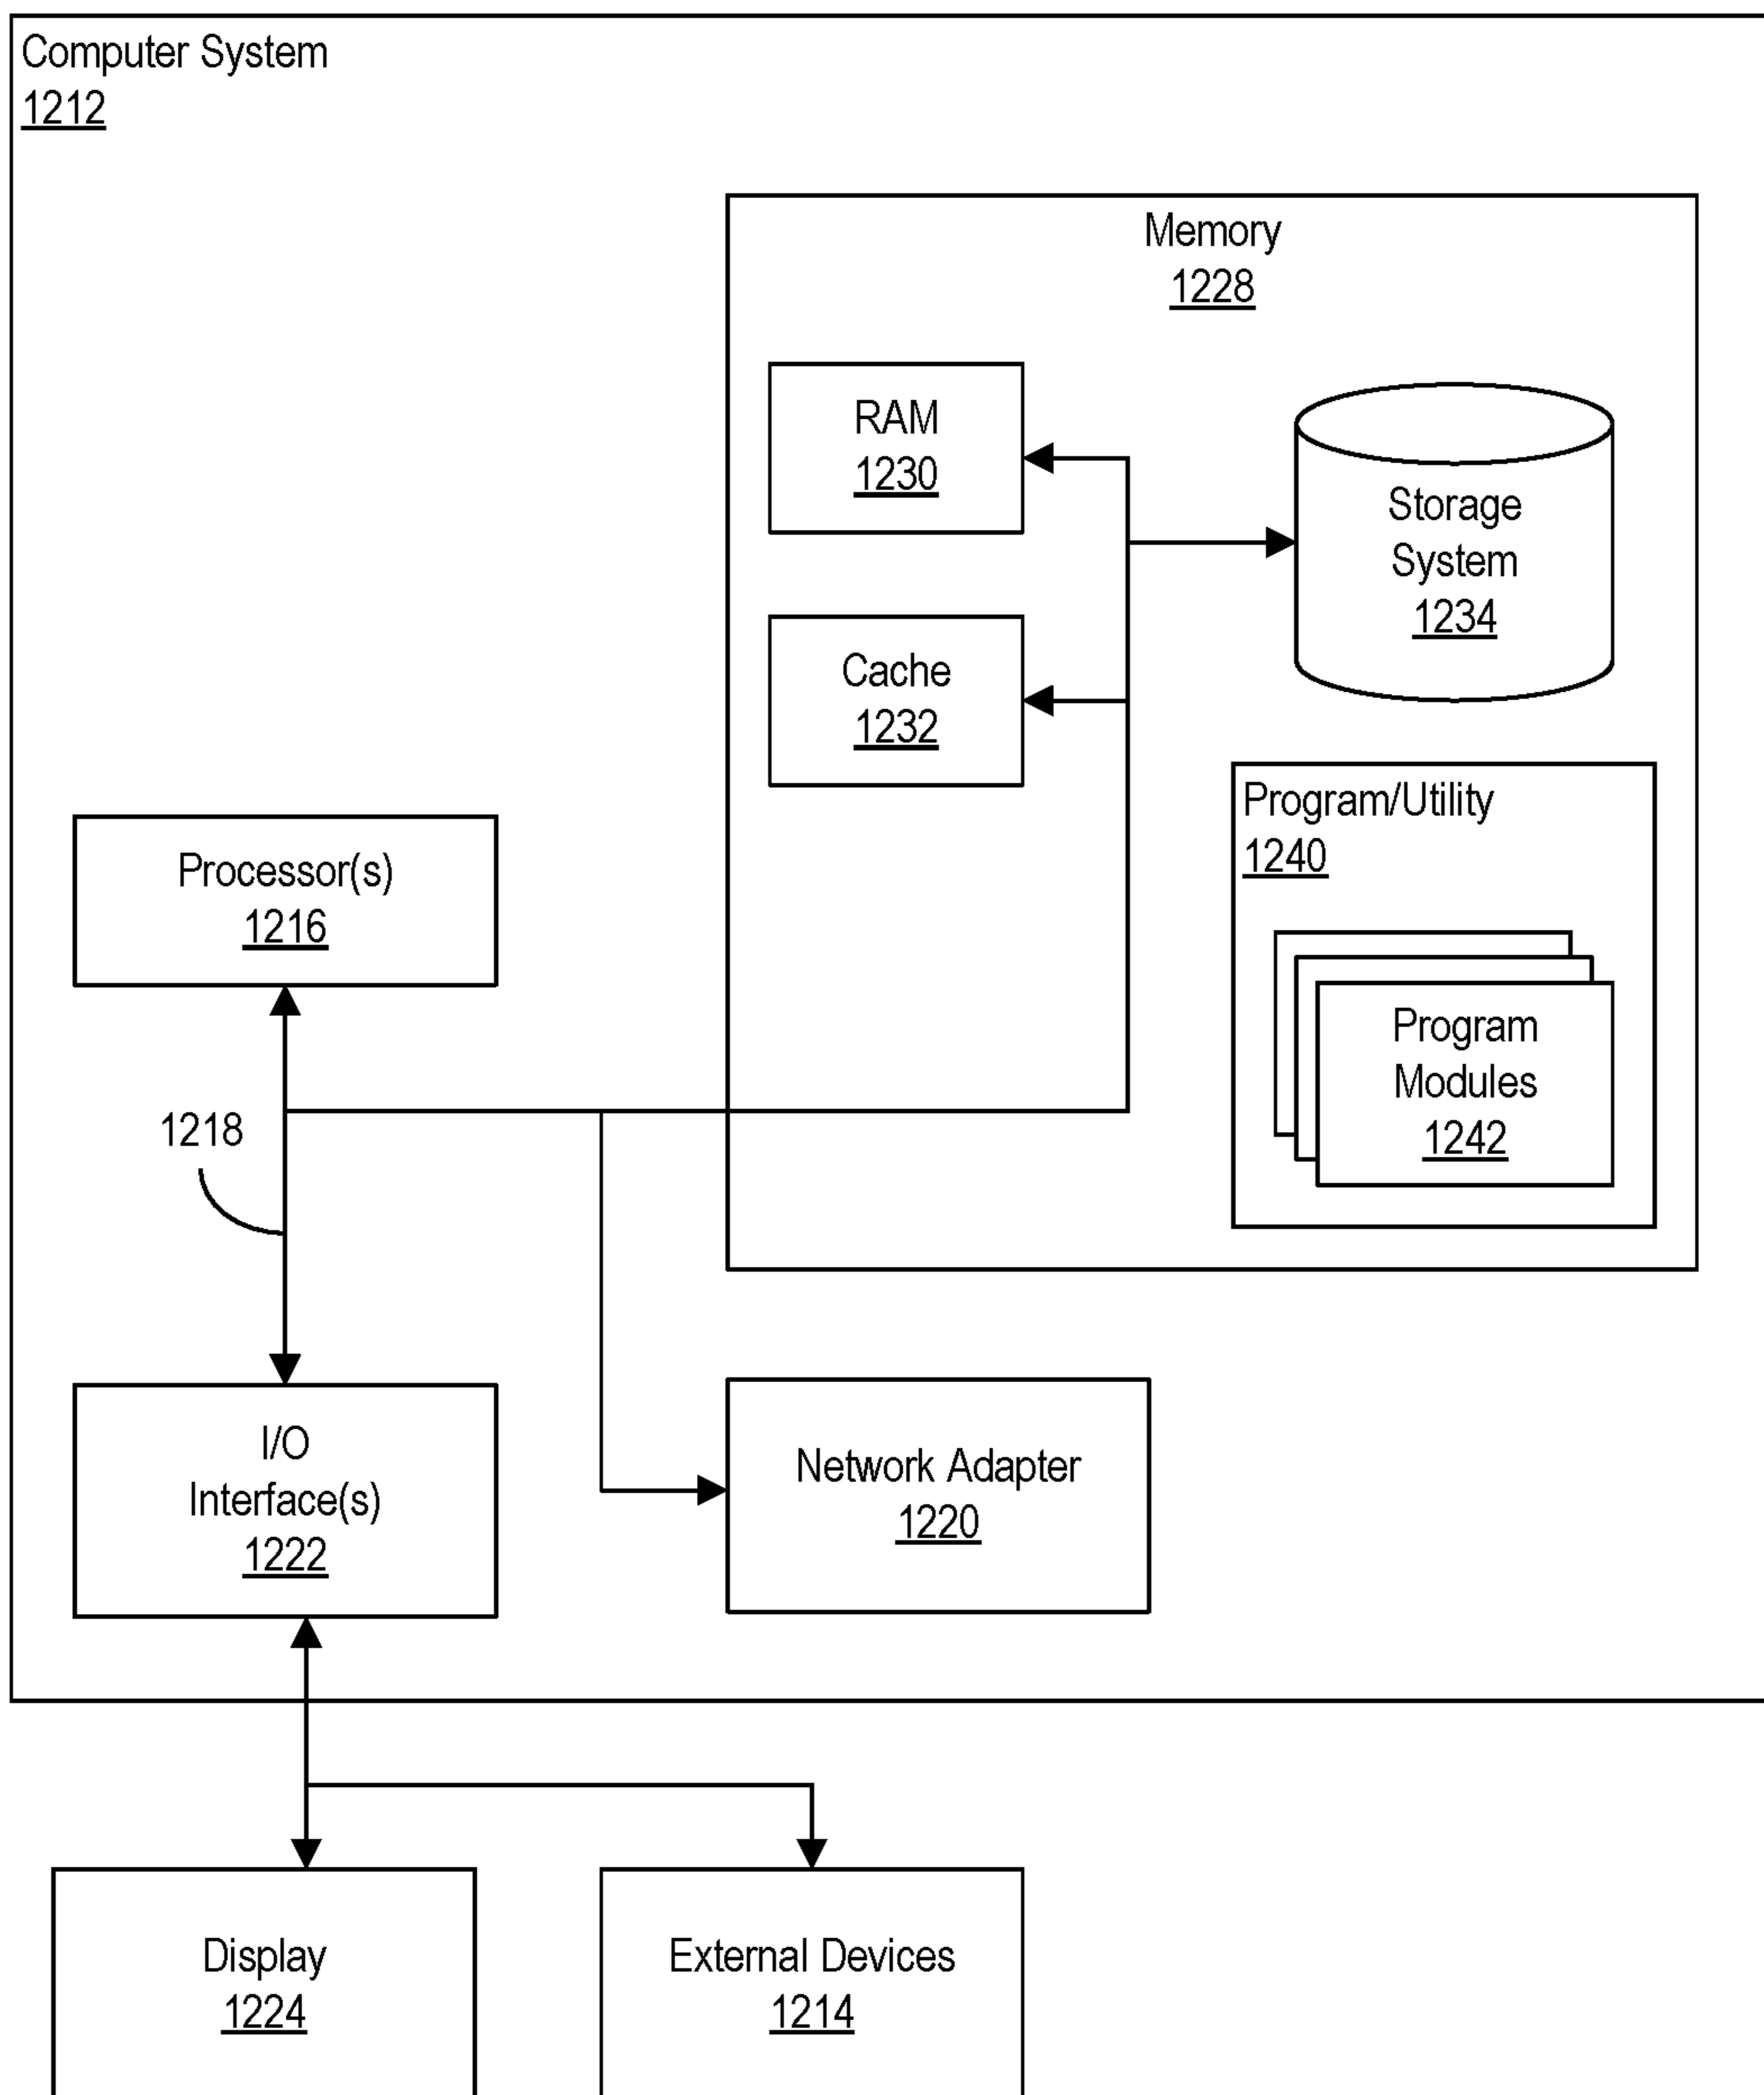 Computer System
1212
Memory
1228
RAM
1230
Storage
System
1234
Cache
1232
Program/Utility
1240
Processor(s)
1216
Program
Modules
1242
1218
I/O
Interface(s)
1222
Network Adapter
1220
Display
1224
External Devices
1214